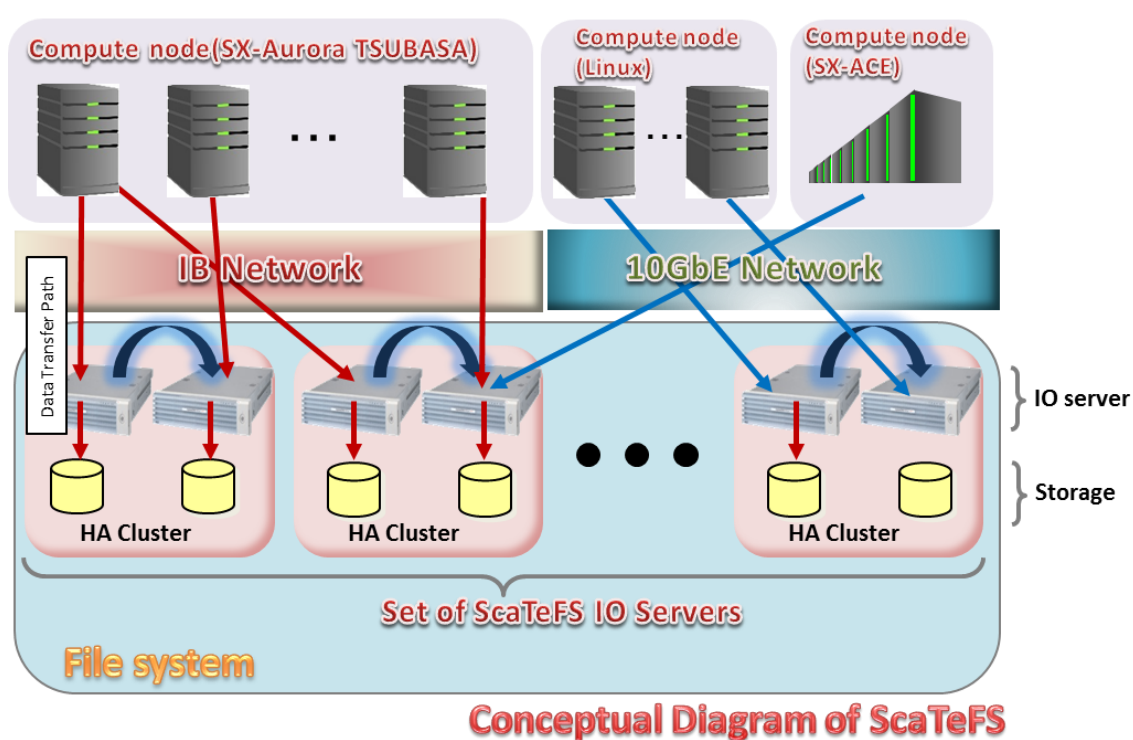 Compute node(SX-Aurora TSUBASA)
Compute node
(Linux)
Compute node
(SX-ACE)
...
...
IB Network
10GbE Network
Data Transfer Path
IO server
Storage
HA Cluster
HA Cluster
HA Cluster
Set of ScaTeFS IO Servers
File system
Conceptual Diagram of ScaTeFS